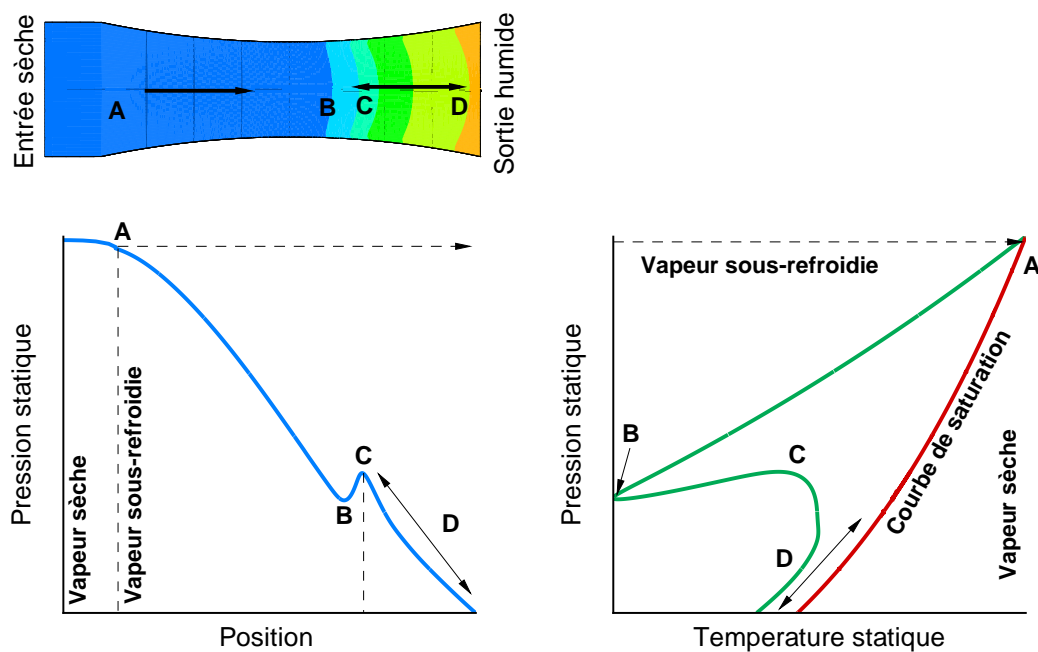 Entrée sèche
A
B
C
D
Sortie humide
Pression statique
A
Vapeur sèche
Vapeur sous-refroidie
B
C
D
Position
Pression statique
Vapeur sous-refroidie
A
B
C
D
Courbe de saturation
Vapeur sèche
Temperature statique